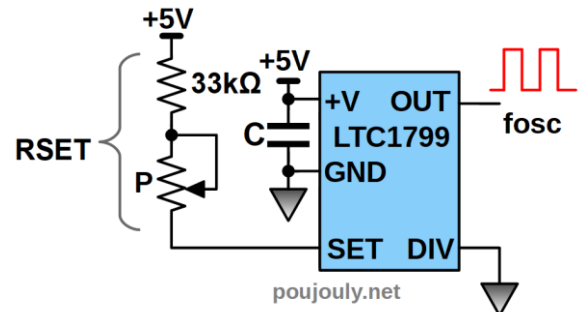 +5V
33kΩ
RSET
P
+5V
C
+V OUT
LTC1799
GND
SET DIV
fosc
poujouly.net